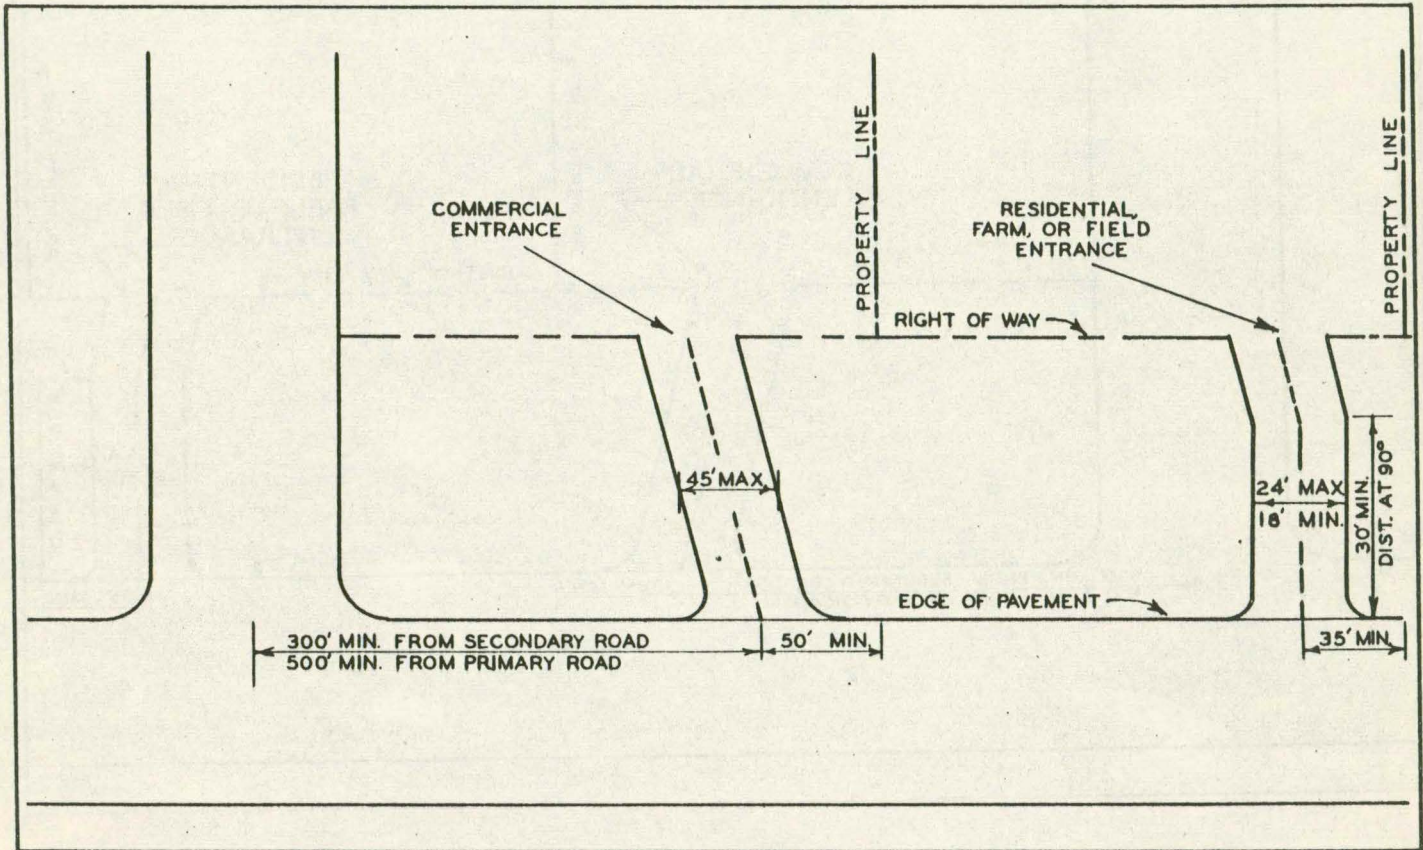 COMMERCIAL
ENTRANCE
PROPERTY LINE
RESIDENTIAL,
FARM, OR FIELD
ENTRANCE
PROPERTY LINE
RIGHT OF WAY
45' MAX
24' MAX
18' MIN.
30' MIN.
DIST. AT 90°
EDGE OF PAVEMENT
300' MIN. FROM SECONDARY ROAD
500' MIN. FROM PRIMARY ROAD
50' MIN.
35' MIN.